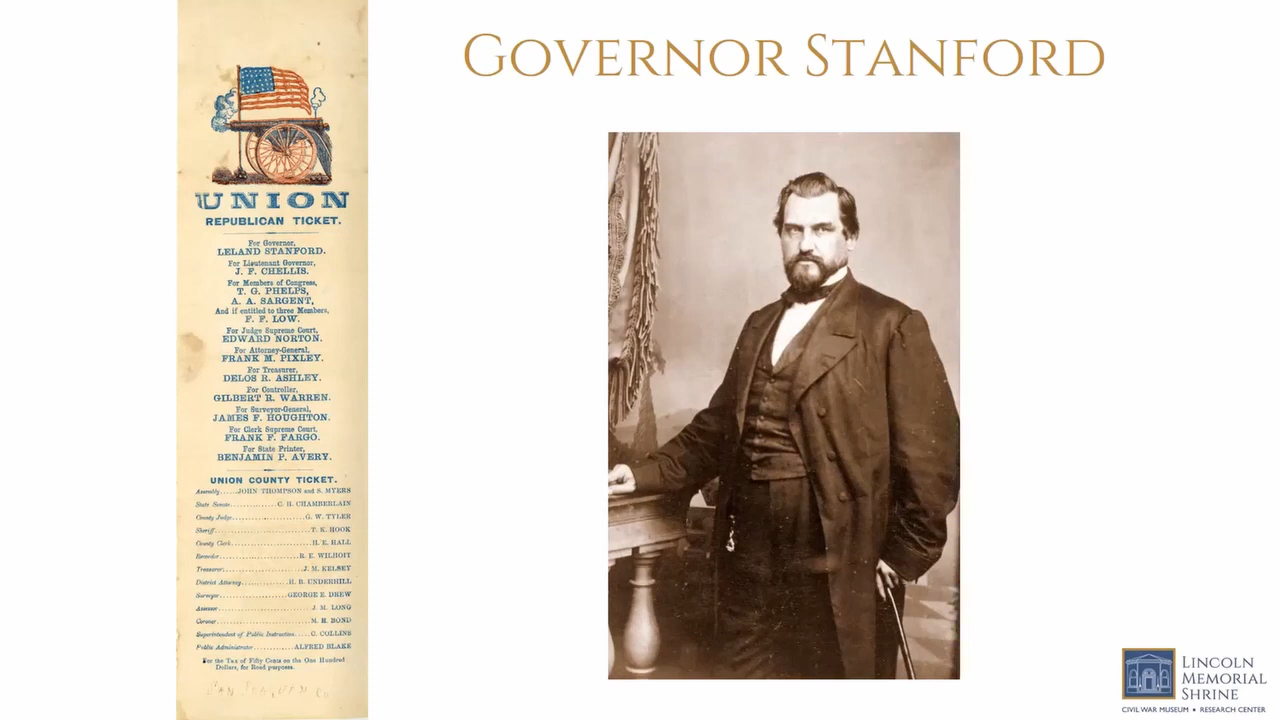 GOVERNOR STANFORD
UNION
REPUBLICAN TICKET.
For Governor,
LELAND STANFORD.
For Lieutenant Governor,
J. F. CHELLIS.
For Members of Congress,
T. G. PHELPS,
A. A. SARGENT,
And if entitled to three Members,
F. F. LOW.
For Judge Supreme Court,
EDWARD NORTON.
For Attorney-General,
FRANK M. PIXLEY.
For Treasurer,
DELOS R. ASHLEY.
For Controller,
GILBERT R. WARREN.
For Surveyor-General,
JAMES F. HOUGHTON.
For Clerk Supreme Court,
FRANK F. FARGO.
For State Printer,
BENJAMIN P. AVERY.
UNION COUNTY TICKET.
Assembly......JOHN THOMPSON and S. MYERS
State Senate..............C. H. CHAMBERLAIN
County Judge......................G. W. TYLER
Sheriff.............................T. K. HOOK
County Clerk........................H. E. HALL
Recorder.........................R. E. WILHOIT
Treasurer........................J. M. KELSEY
District Attorney............H. B. UNDERHILL
Surveyor....................GEORGE E. DREW
Assessor............................J. M. LONG
Coroner............................M. H. BOND
Superintendent of Public Instruction.....C. COLLINS
Public Administrator..........ALFRED BLAKE
For the Tax of Fifty Cents on the One Hundred
Dollars, for Road purposes.
LINCOLN
MEMORIAL
SHRINE
CIVIL WAR MUSEUM • RESEARCH CENTER